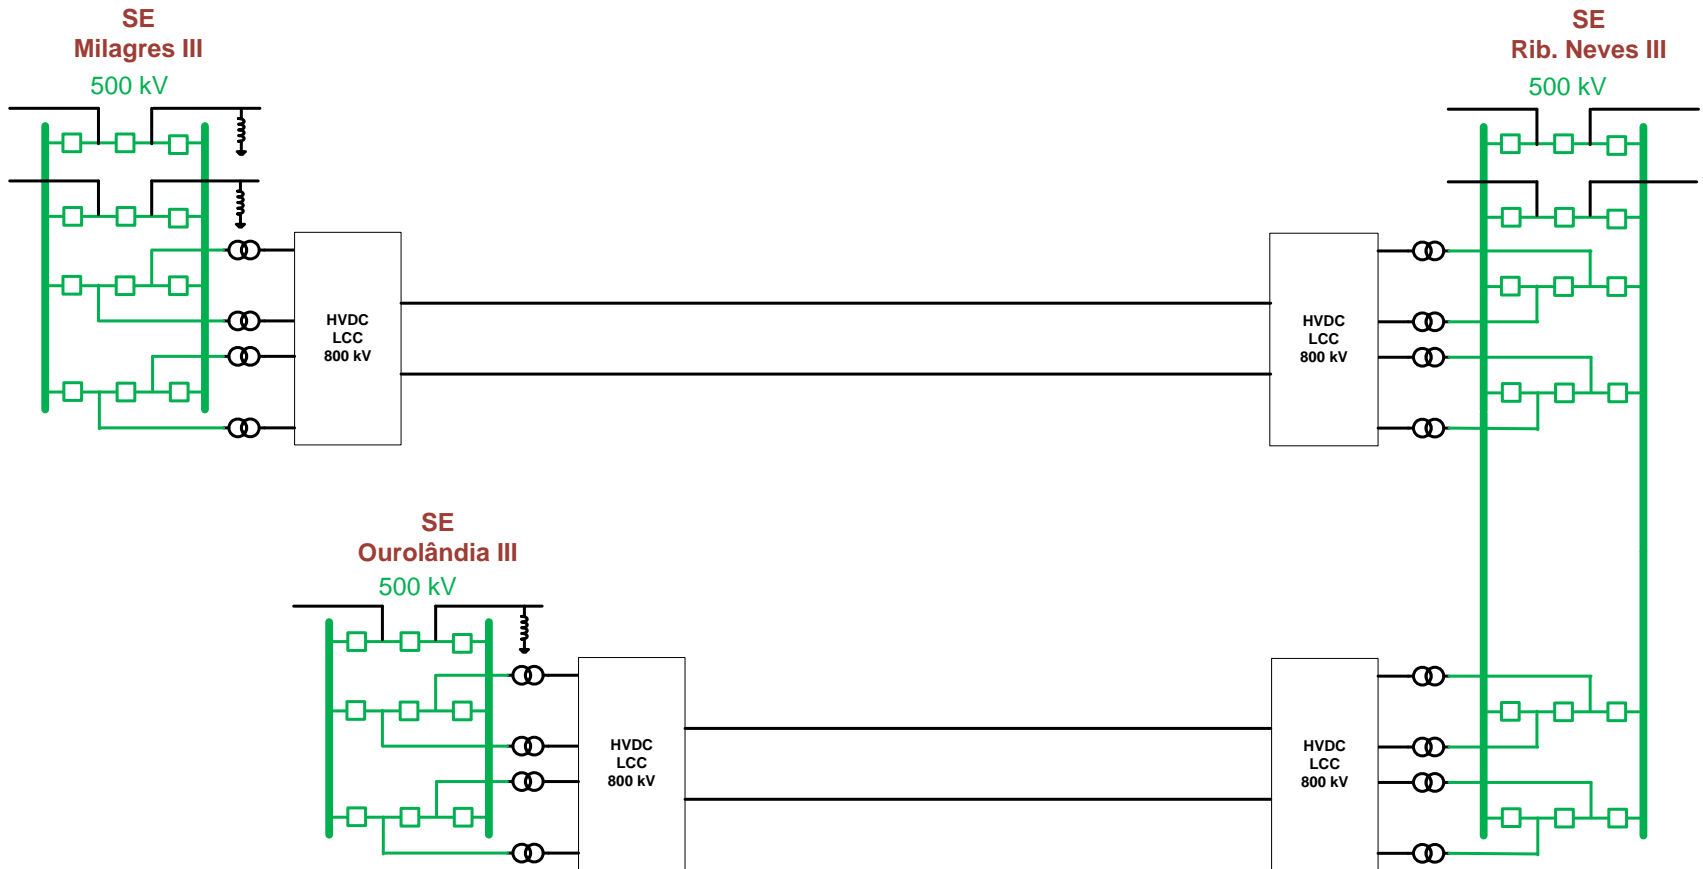 SE
Milagres III
500 kV
SE
Rib. Neves III
500 kV
HVDC
LCC
800 kV
HVDC
LCC
800 kV
SE
Ourolândia III
500 kV
HVDC
LCC
800 kV
HVDC
LCC
800 kV